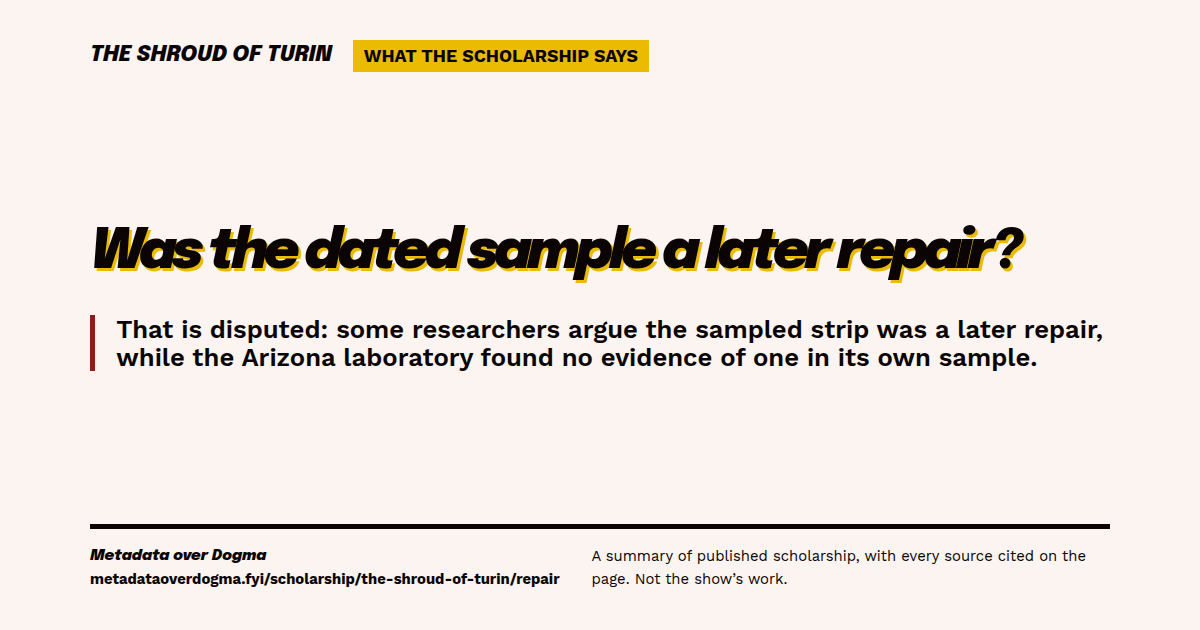 THE SHROUD OF TURIN
WHAT THE SCHOLARSHIP SAYS
Was the dated sample a later repair?
That is disputed: some researchers argue the sampled strip was a later repair,
while the Arizona laboratory found no evidence of one in its own sample.
Metadata over Dogma
metadataoverdogma.fyi/scholarship/the-shroud-of-turin/repair
A summary of published scholarship, with every source cited on the
page. Not the show’s work.